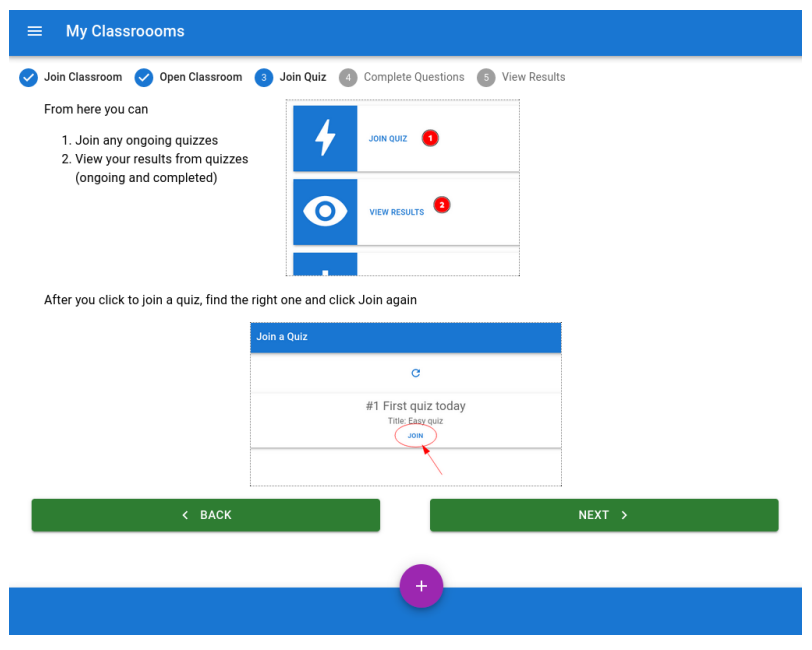 My Classroooms
Join Classroom
Open Classroom
3 Join Quiz
4 Complete Questions
5 View Results
From here you can
1. Join any ongoing quizzes
2. View your results from quizzes
(ongoing and completed)
JOIN QUIZ 1
VIEW RESULTS 2
After you click to join a quiz, find the right one and click Join again
Join a Quiz
#1 First quiz today
Title: Easy quiz
JOIN
BACK
NEXT